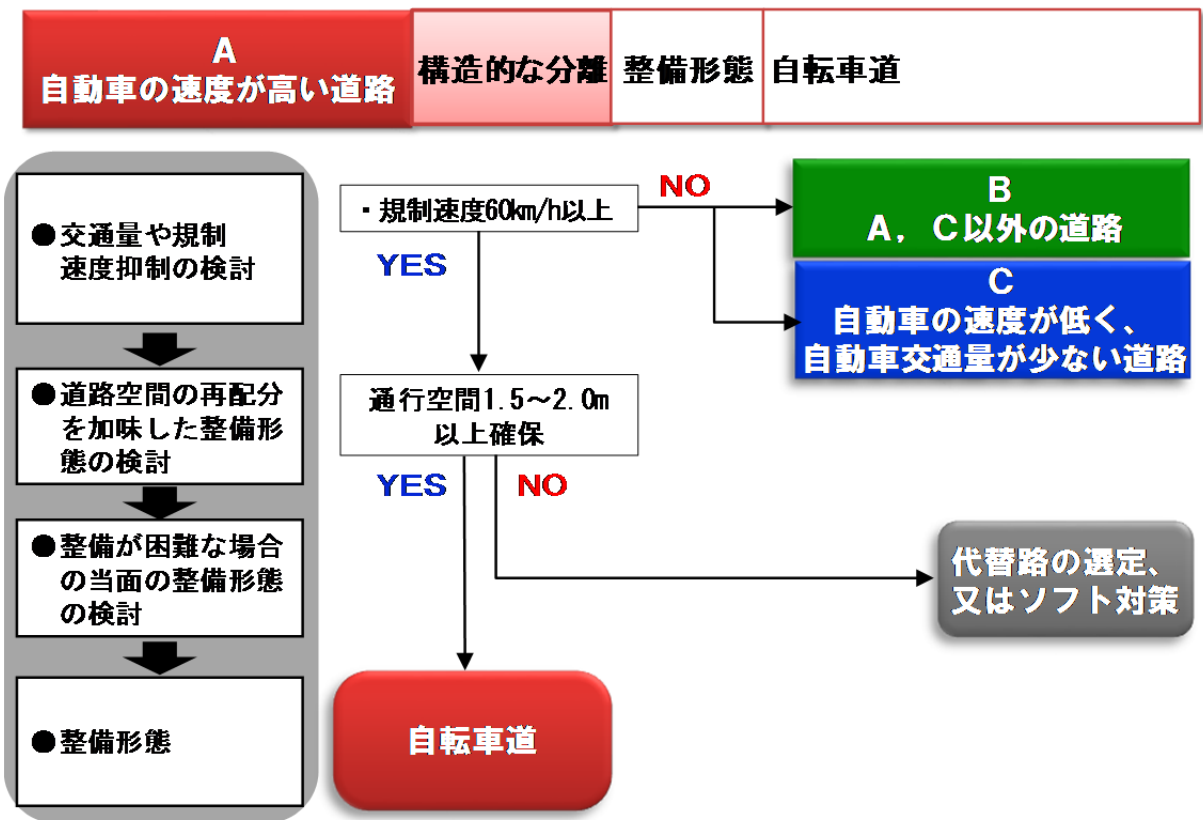 A
自動車の速度が高い道路
構造的な分離
整備形態
自転車道
●交通量や規制
速度抑制の検討
●道路空間の再配分
を加味した整備形
態の検討
●整備が困難な場合
の当面の整備形態
の検討
●整備形態
・規制速度60km/h以上
NO
YES
B
A，C以外の道路
C
自動車の速度が低く、
自動車交通量が少ない道路
通行空間1.5～2.0m
以上確保
YES
NO
代替路の選定、
又はソフト対策
自転車道